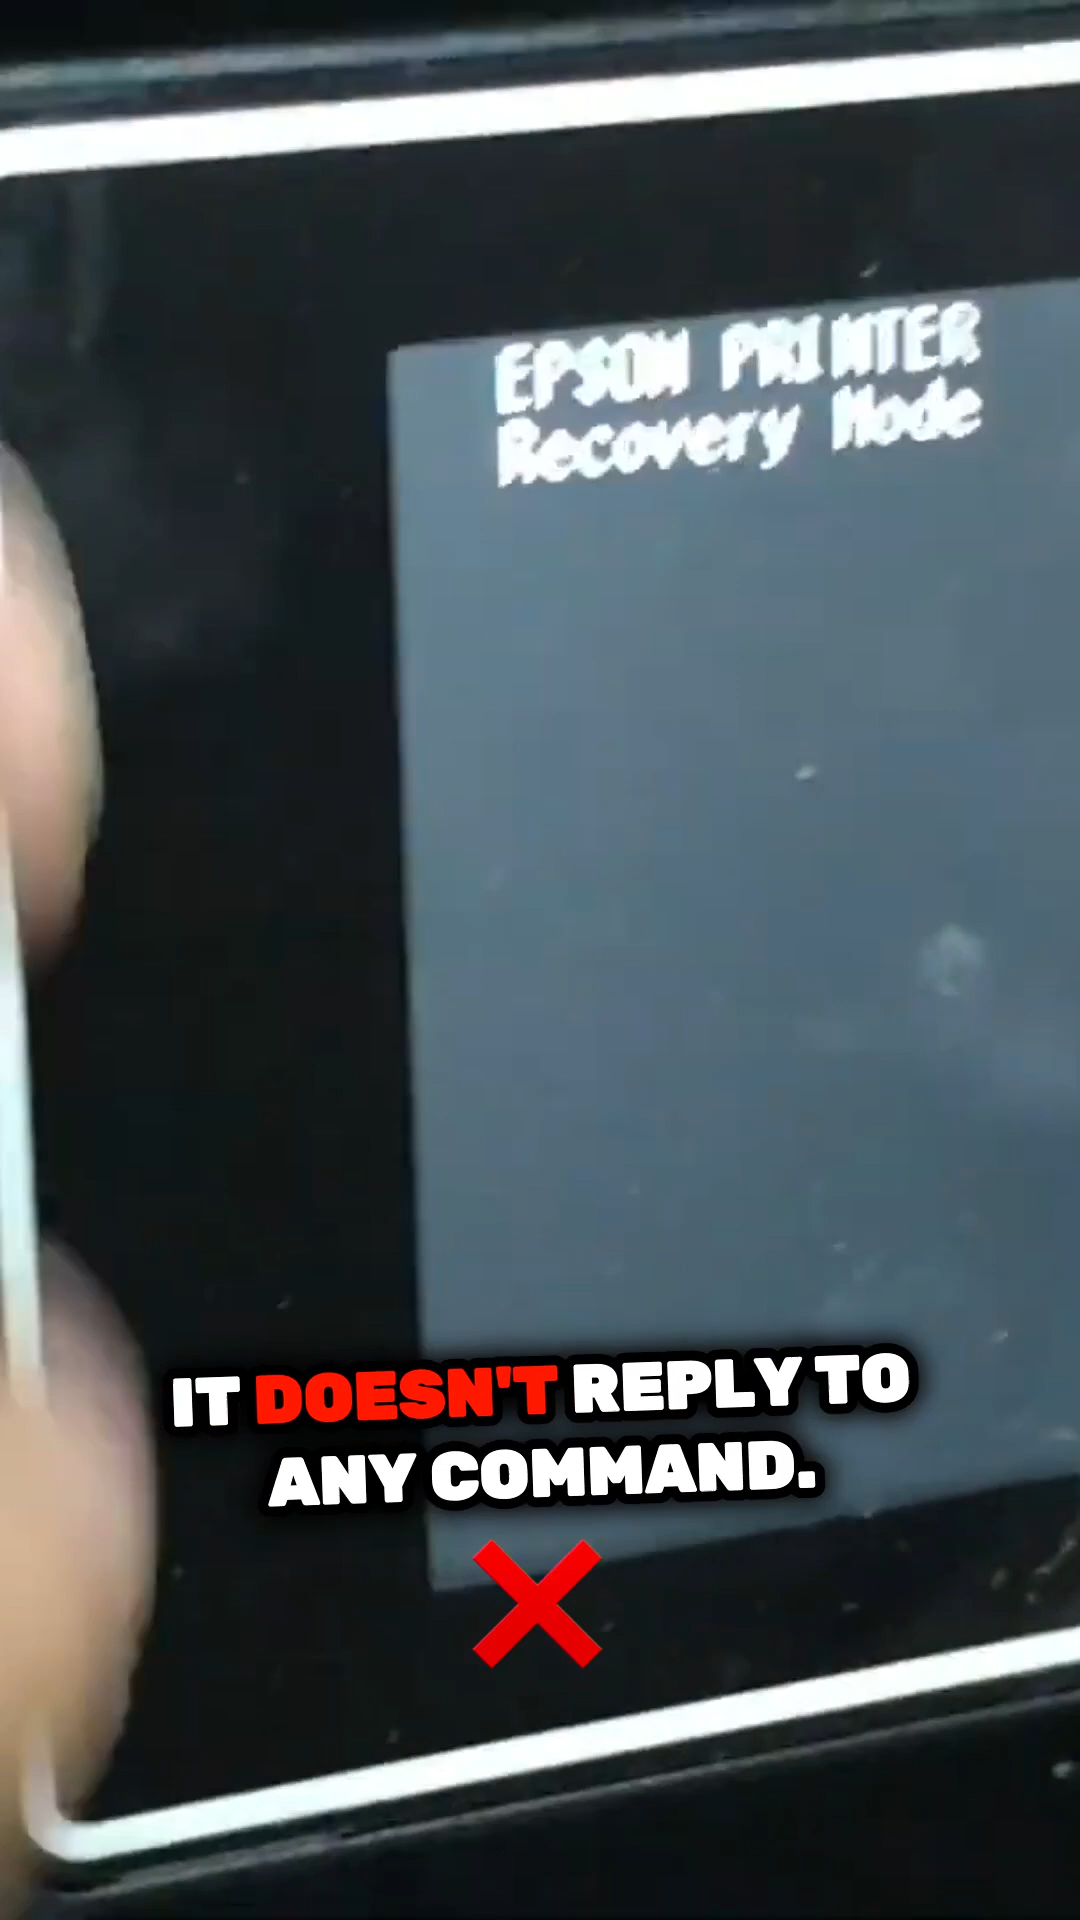 EPSON PRINTER
Recovery Mode
IT DOESN'T REPLY TO
ANY COMMAND.